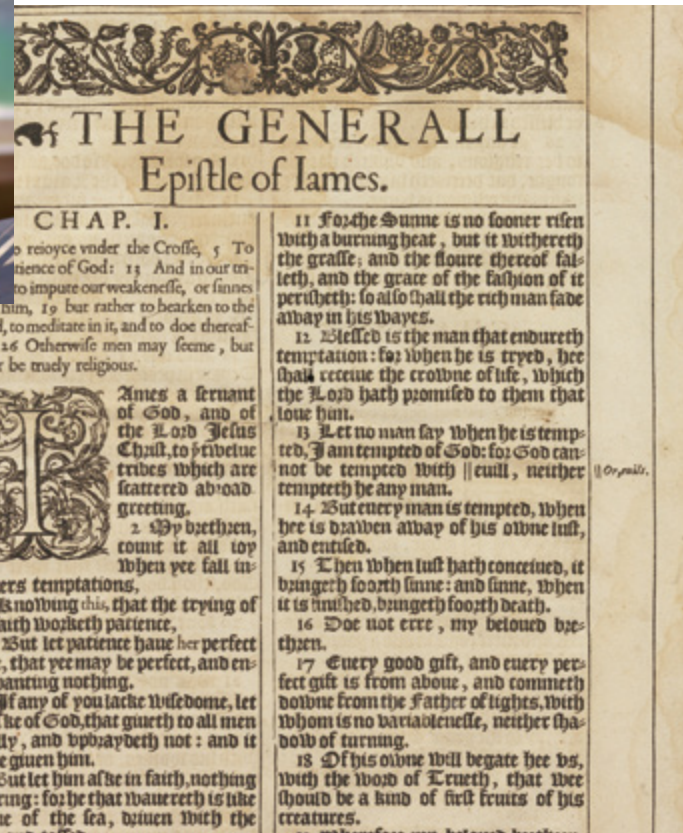 THE GENERALL
Epiſtle of Iames.
CHAP. I.
reioyce vnder the Croſſe, 5 To
tience of God: 13 And in our tri-
to impute our weakeneſſe, or ſinnes
him, 19 but rather to hearken to the
to meditate in it, and to doe thereaf-
26 Otherwiſe men may ſeeme, but
be truely religious.
IAmes a ſeruant
of God, and of
the Lord Jeſus
Chriſt, to yͤ twelue
tribes which are
ſcattered abroad,
greeting.
2 My brethren,
count it all ioy
when yee fall in-
ers temptations,
Knowing this, that the trying of
aith worketh patience,
But let patience haue her perfect
that yee may be perfect, and en-
wanting nothing.
If any of you lacke wiſedome, let
ke of God, that giueth to all men
lly, and vpbraydeth not: and it
e giuen him.
But let him aſke in faith, nothing
ring: for he that wauereth is like
ue of the ſea, driuen with the
11 For the Sunne is no ſooner riſen
with a burning heat, but it withereth
the graſſe; and the floure thereof fal-
leth, and the grace of the faſhion of it
periſheth: ſo alſo ſhall the rich man fade
away in his wayes.
12 Bleſſed is the man that endureth
temptation: for when he is tryed, hee
ſhall receiue the crowne of life, which
the Lord hath promiſed to them that
loue him.
13 Let no man ſay when he is temp-
ted, I am tempted of God: for God can-
not be tempted with ||euill, neither
tempteth he any man.
||Or, euils.
14 But euery man is tempted, when
hee is drawen away of his owne luſt,
and entiſed.
15 Then when luſt hath conceiued, it
bringeth foorth ſinne: and ſinne, when
it is finiſhed, bringeth foorth death.
16 Doe not erre, my beloued bre-
thren.
17 Euery good gift, and euery per-
fect gift is from aboue, and commeth
downe from the Father of lights, with
whom is no variableneſſe, neither ſha-
dow of turning.
18 Of his owne will begate hee vs,
with the word of Trueth, that wee
ſhould be a kind of firſt fruits of his
creatures.